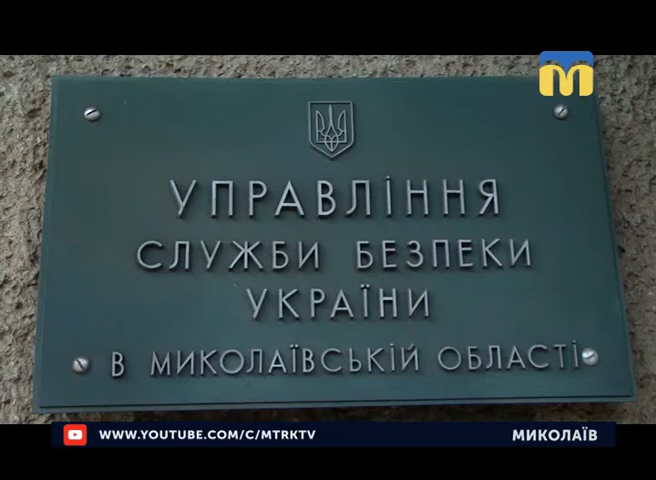 М
УПРАВЛІННЯ
СЛУЖБИ БЕЗПЕКИ
УКРАЇНИ
В МИКОЛАЇВСЬКІЙ ОБЛАСТІ
WWW.YOUTUBE.COM/C/MTRKTV
МИКОЛАЇВ